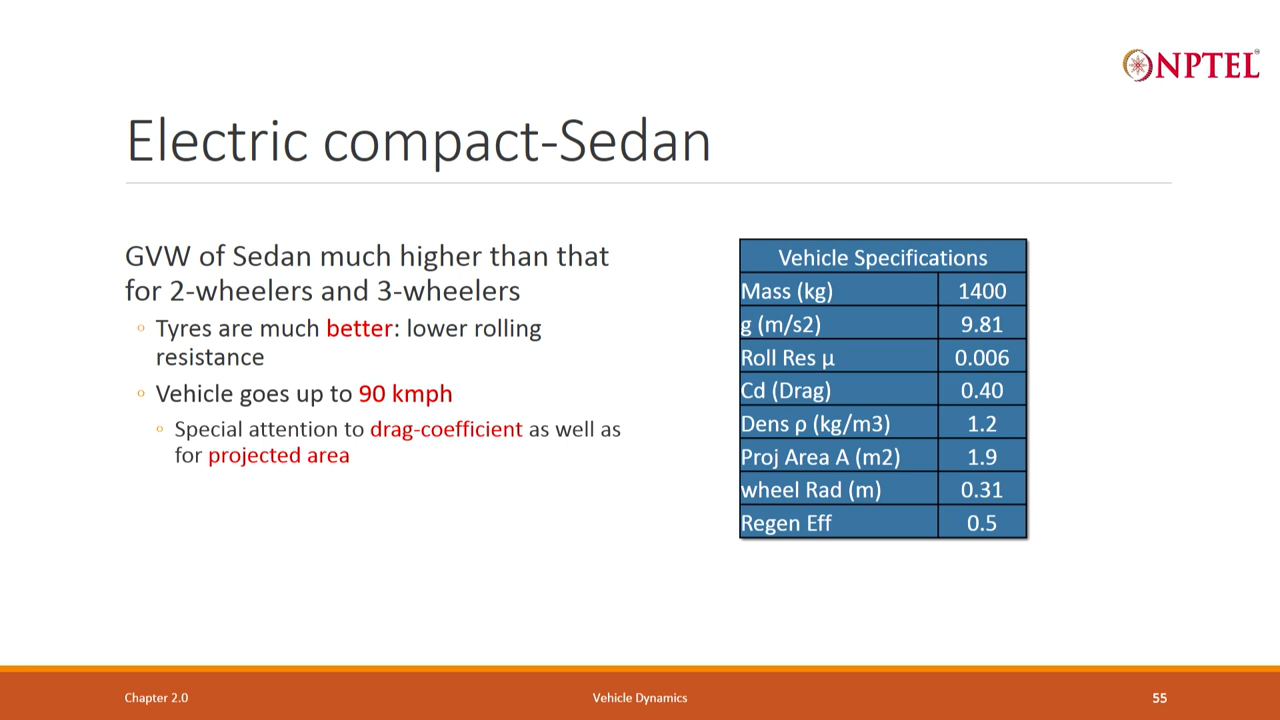 NPTEL
Electric compact-Sedan
GVW of Sedan much higher than that
for 2-wheelers and 3-wheelers
◦ Tyres are much better: lower rolling
resistance
◦ Vehicle goes up to 90 kmph
◦ Special attention to drag-coefficient as well as
for projected area
Vehicle Specifications
Mass (kg) 1400
g (m/s2) 9.81
Roll Res μ 0.006
Cd (Drag) 0.40
Dens ρ (kg/m3) 1.2
Proj Area A (m2) 1.9
wheel Rad (m) 0.31
Regen Eff 0.5
Chapter 2.0
Vehicle Dynamics
55